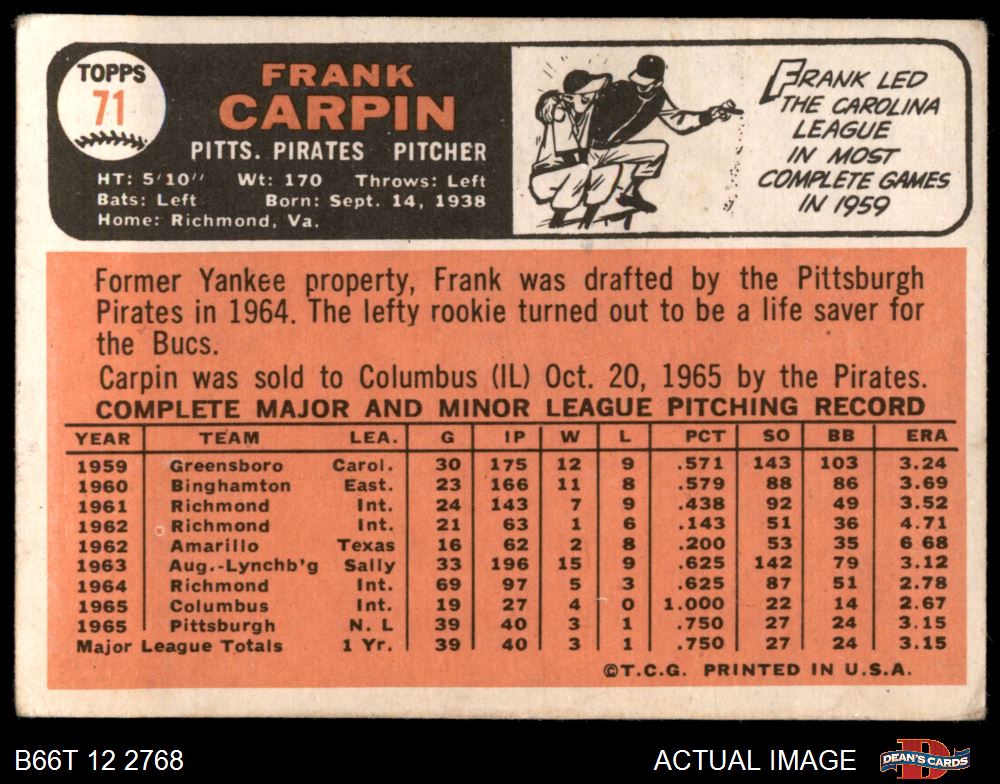 TOPPS
71
FRANK
CARPIN
PITTS. PIRATES PITCHER
HT: 5'10" Wt: 170 Throws: Left
Bats: Left Born: Sept. 14, 1938
Home: Richmond, Va.
FRANK LED
THE CAROLINA
LEAGUE
IN MOST
COMPLETE GAMES
IN 1959
Former Yankee property, Frank was drafted by the Pittsburgh
Pirates in 1964. The lefty rookie turned out to be a life saver for
the Bucs.
Carpin was sold to Columbus (IL) Oct. 20, 1965 by the Pirates.
COMPLETE MAJOR AND MINOR LEAGUE PITCHING RECORD
YEAR TEAM LEA. G IP W L PCT SO BB ERA
1959 Greensboro Carol. 30 175 12 9 .571 143 103 3.24
1960 Binghamton East. 23 166 11 8 .579 88 86 3.69
1961 Richmond Int. 24 143 7 9 .438 92 49 3.52
1962 Richmond Int. 21 63 1 6 .143 51 36 4.71
1962 Amarillo Texas 16 62 2 8 .200 53 35 6 68
1963 Aug.-Lynchb'g Sally 33 196 15 9 .625 142 79 3.12
1964 Richmond Int. 69 97 5 3 .625 87 51 2.78
1965 Columbus Int. 19 27 4 0 1.000 22 14 2.67
1965 Pittsburgh N. L 39 40 3 1 .750 27 24 3.15
Major League Totals 1 Yr. 39 40 3 1 .750 27 24 3.15
©T.C.G. PRINTED IN U.S.A.
B66T 12 2768 ACTUAL IMAGE DEAN'S CARDS